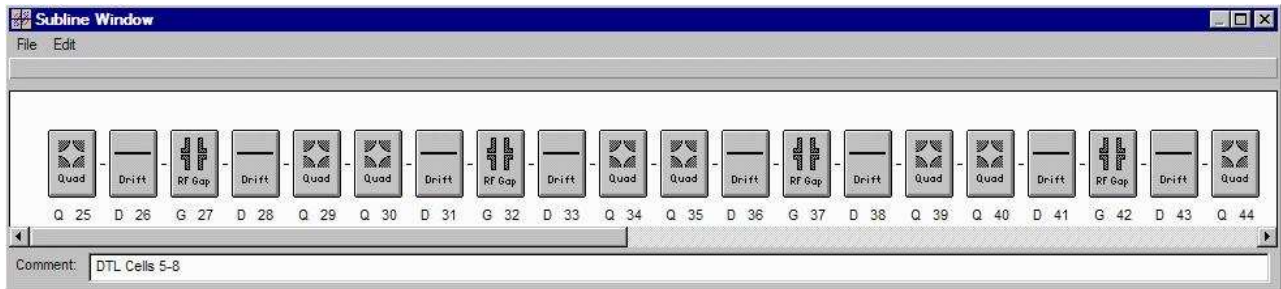 Subline Window
File Edit
Quad Drift RF Gap Drift Quad Quad Drift RF Gap Drift Quad Quad Drift RF Gap Drift Quad Quad Drift RF Gap Drift Quad
Q 25 D 26 G 27 D 28 Q 29 Q 30 D 31 G 32 D 33 Q 34 Q 35 D 36 G 37 D 38 Q 39 Q 40 D 41 G 42 D 43 Q 44
Comment: DTL Cells 5-8